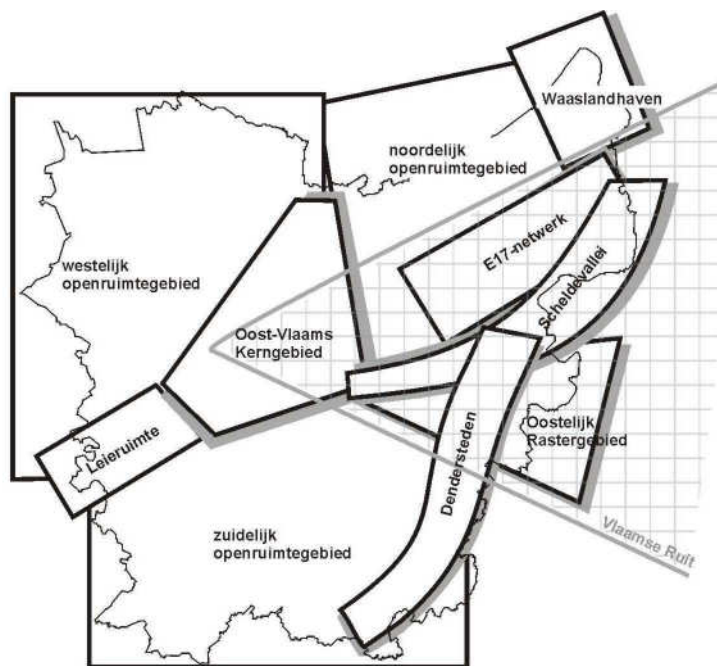 Waaslandhaven
noordelijk
openruimtegebied
E17-netwerk
Scheldevallei
westelijk
openruimtegebied
Oost-Vlaams
Kerngebied
Leieruimte
Dendersteden
Oostelijk
Rastergebied
zuidelijk
openruimtegebied
Vlaamse Ruit